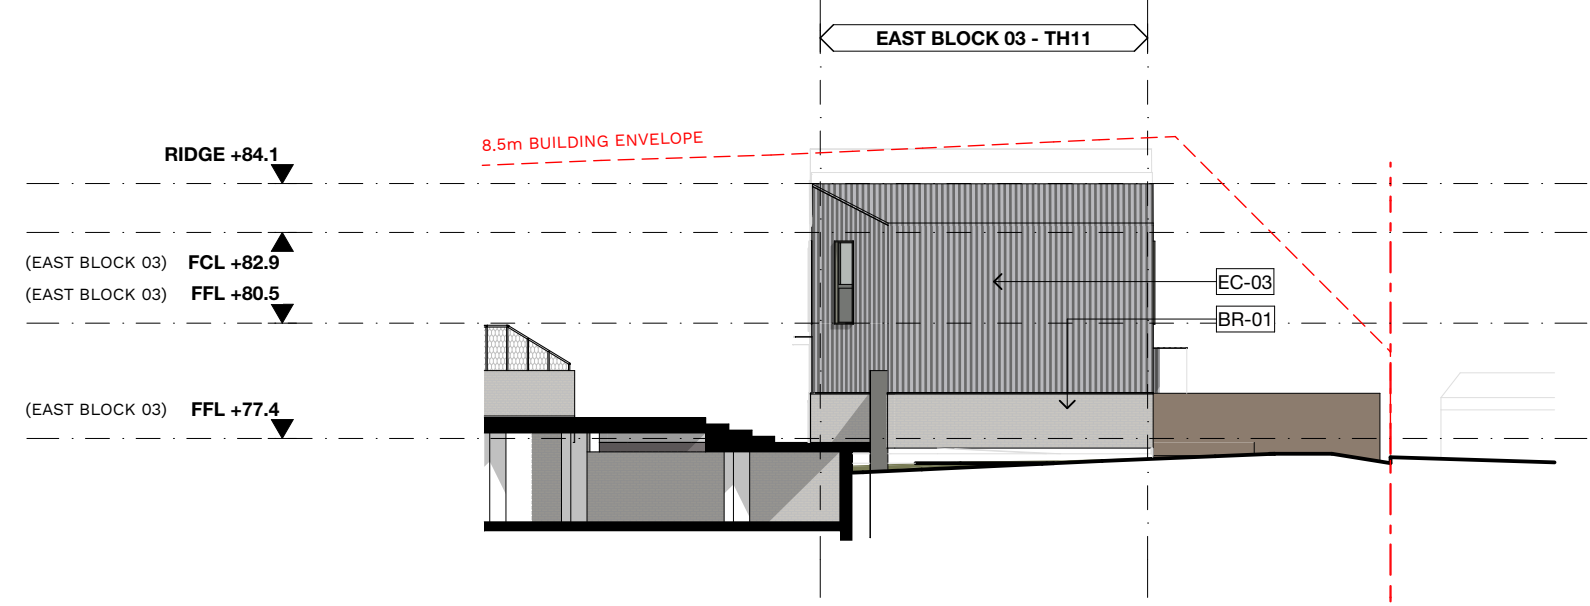 EAST BLOCK 03 - TH11
8.5m BUILDING ENVELOPE
RIDGE +84.1
(EAST BLOCK 03) FCL +82.9
(EAST BLOCK 03) FFL +80.5
EC-03
BR-01
(EAST BLOCK 03) FFL +77.4